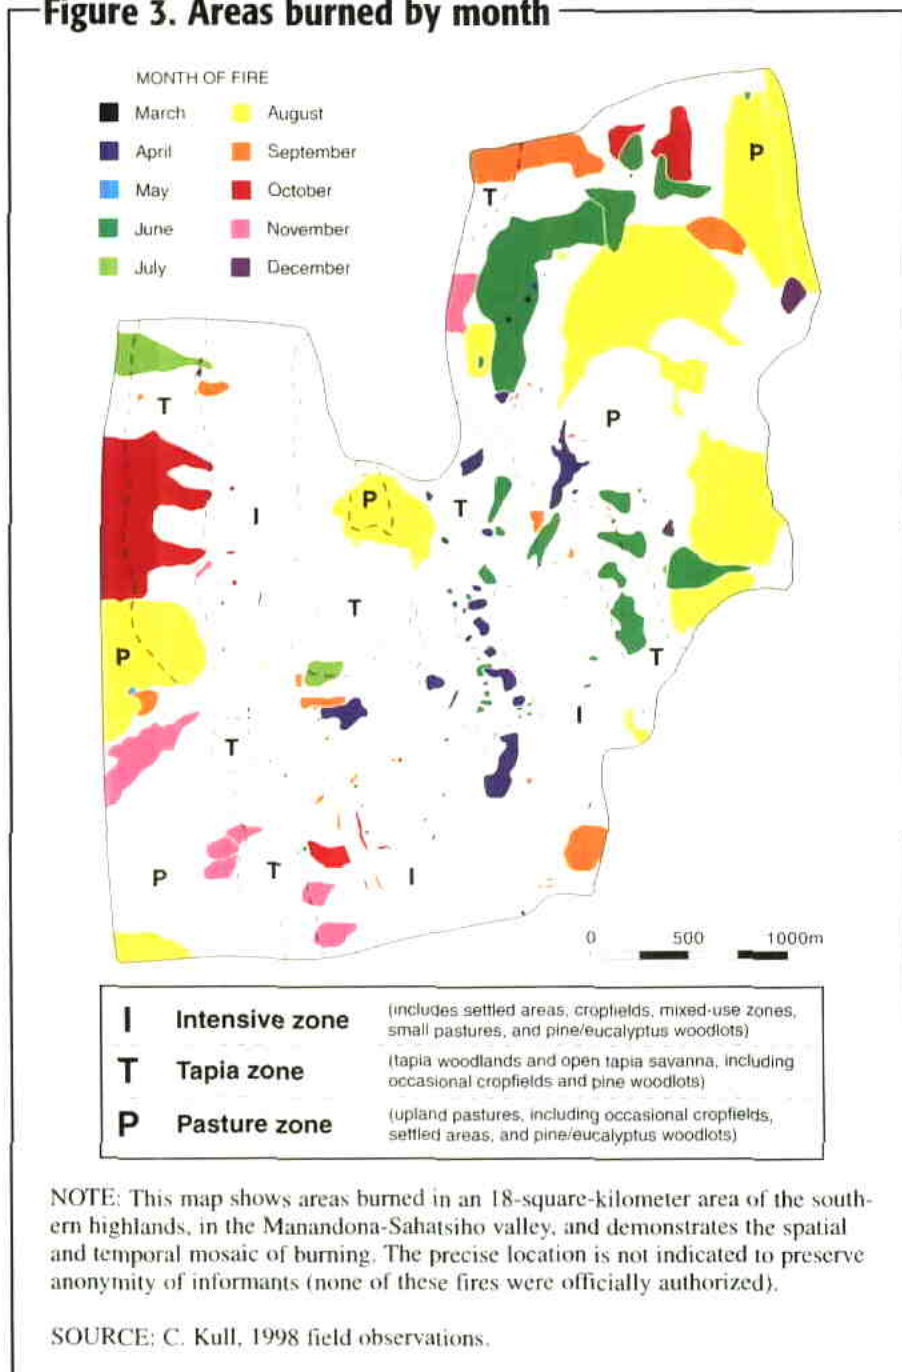 Figure 3. Areas burned by month
MONTH OF FIRE
March
April
May
June
July
August
September
October
November
December
P
T
P
T
I
P
T
T
P
T
I
T
P
T
I
0 500 1000m
I Intensive zone (includes settled areas, cropfields, mixed-use zones,
small pastures, and pine/eucalyptus woodlots)
T Tapia zone (tapia woodlands and open tapia savanna, including
occasional cropfields and pine woodlots)
P Pasture zone (upland pastures, including occasional cropfields,
settled areas, and pine/eucalyptus woodlots)
NOTE: This map shows areas burned in an 18-square-kilometer area of the south-
ern highlands, in the Manandona-Sahatsiho valley, and demonstrates the spatial
and temporal mosaic of burning. The precise location is not indicated to preserve
anonymity of informants (none of these fires were officially authorized).
SOURCE: C. Kull, 1998 field observations.